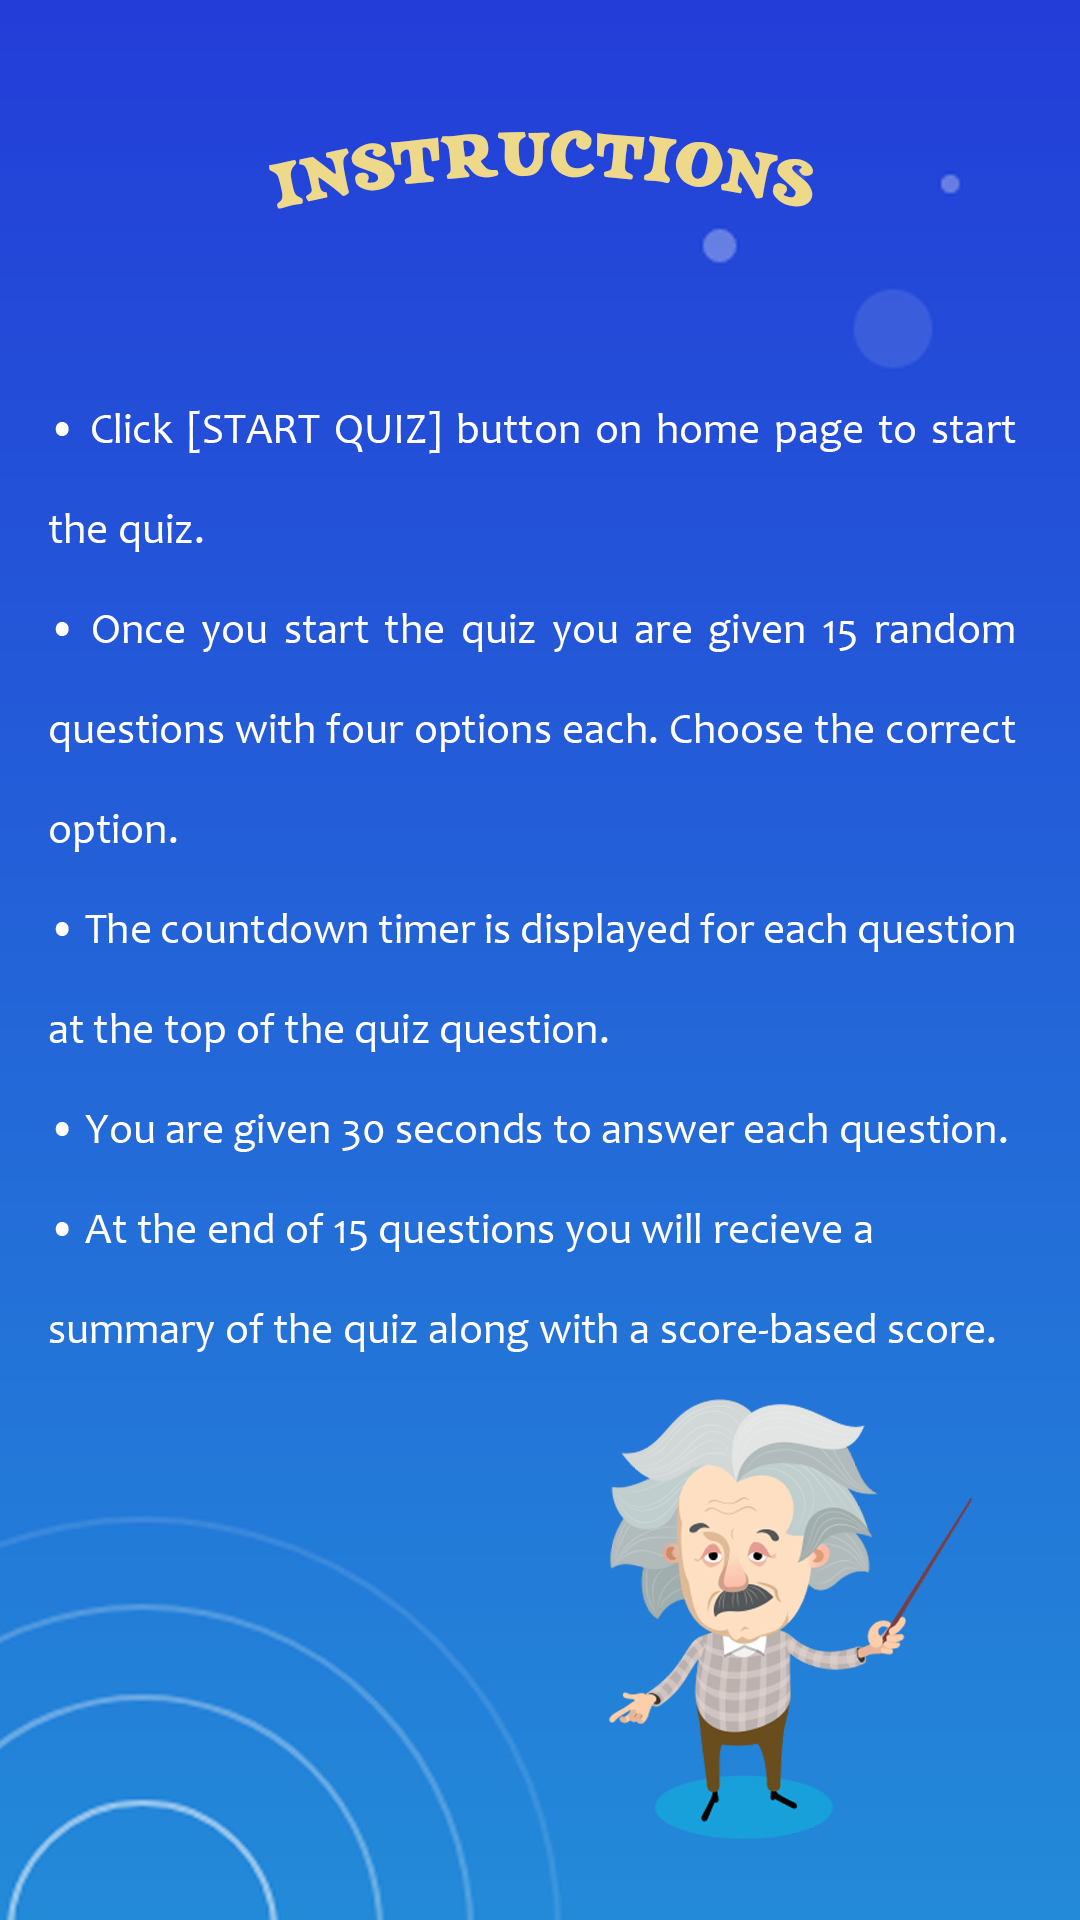 INSTRUCTIONS
• Click [START QUIZ] button on home page to start
the quiz.
• Once you start the quiz you are given 15 random
questions with four options each. Choose the correct
option.
• The countdown timer is displayed for each question
at the top of the quiz question.
• You are given 30 seconds to answer each question.
• At the end of 15 questions you will recieve a
summary of the quiz along with a score-based score.